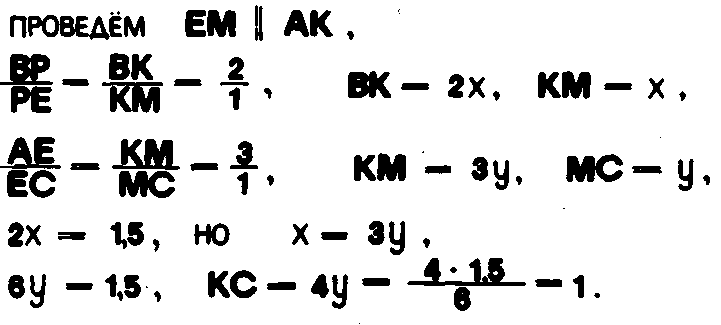 ПРОВЕДЁМ EM ∥ AK,
BP/PE = BK/KM = 2/1, BK = 2x, KM = x,
AE/EC = KM/MC = 3/1, KM = 3y, MC = y,
2x = 1,5, НО x = 3y,
6y = 1,5, KC = 4y = 4 · 1,5/6 = 1.